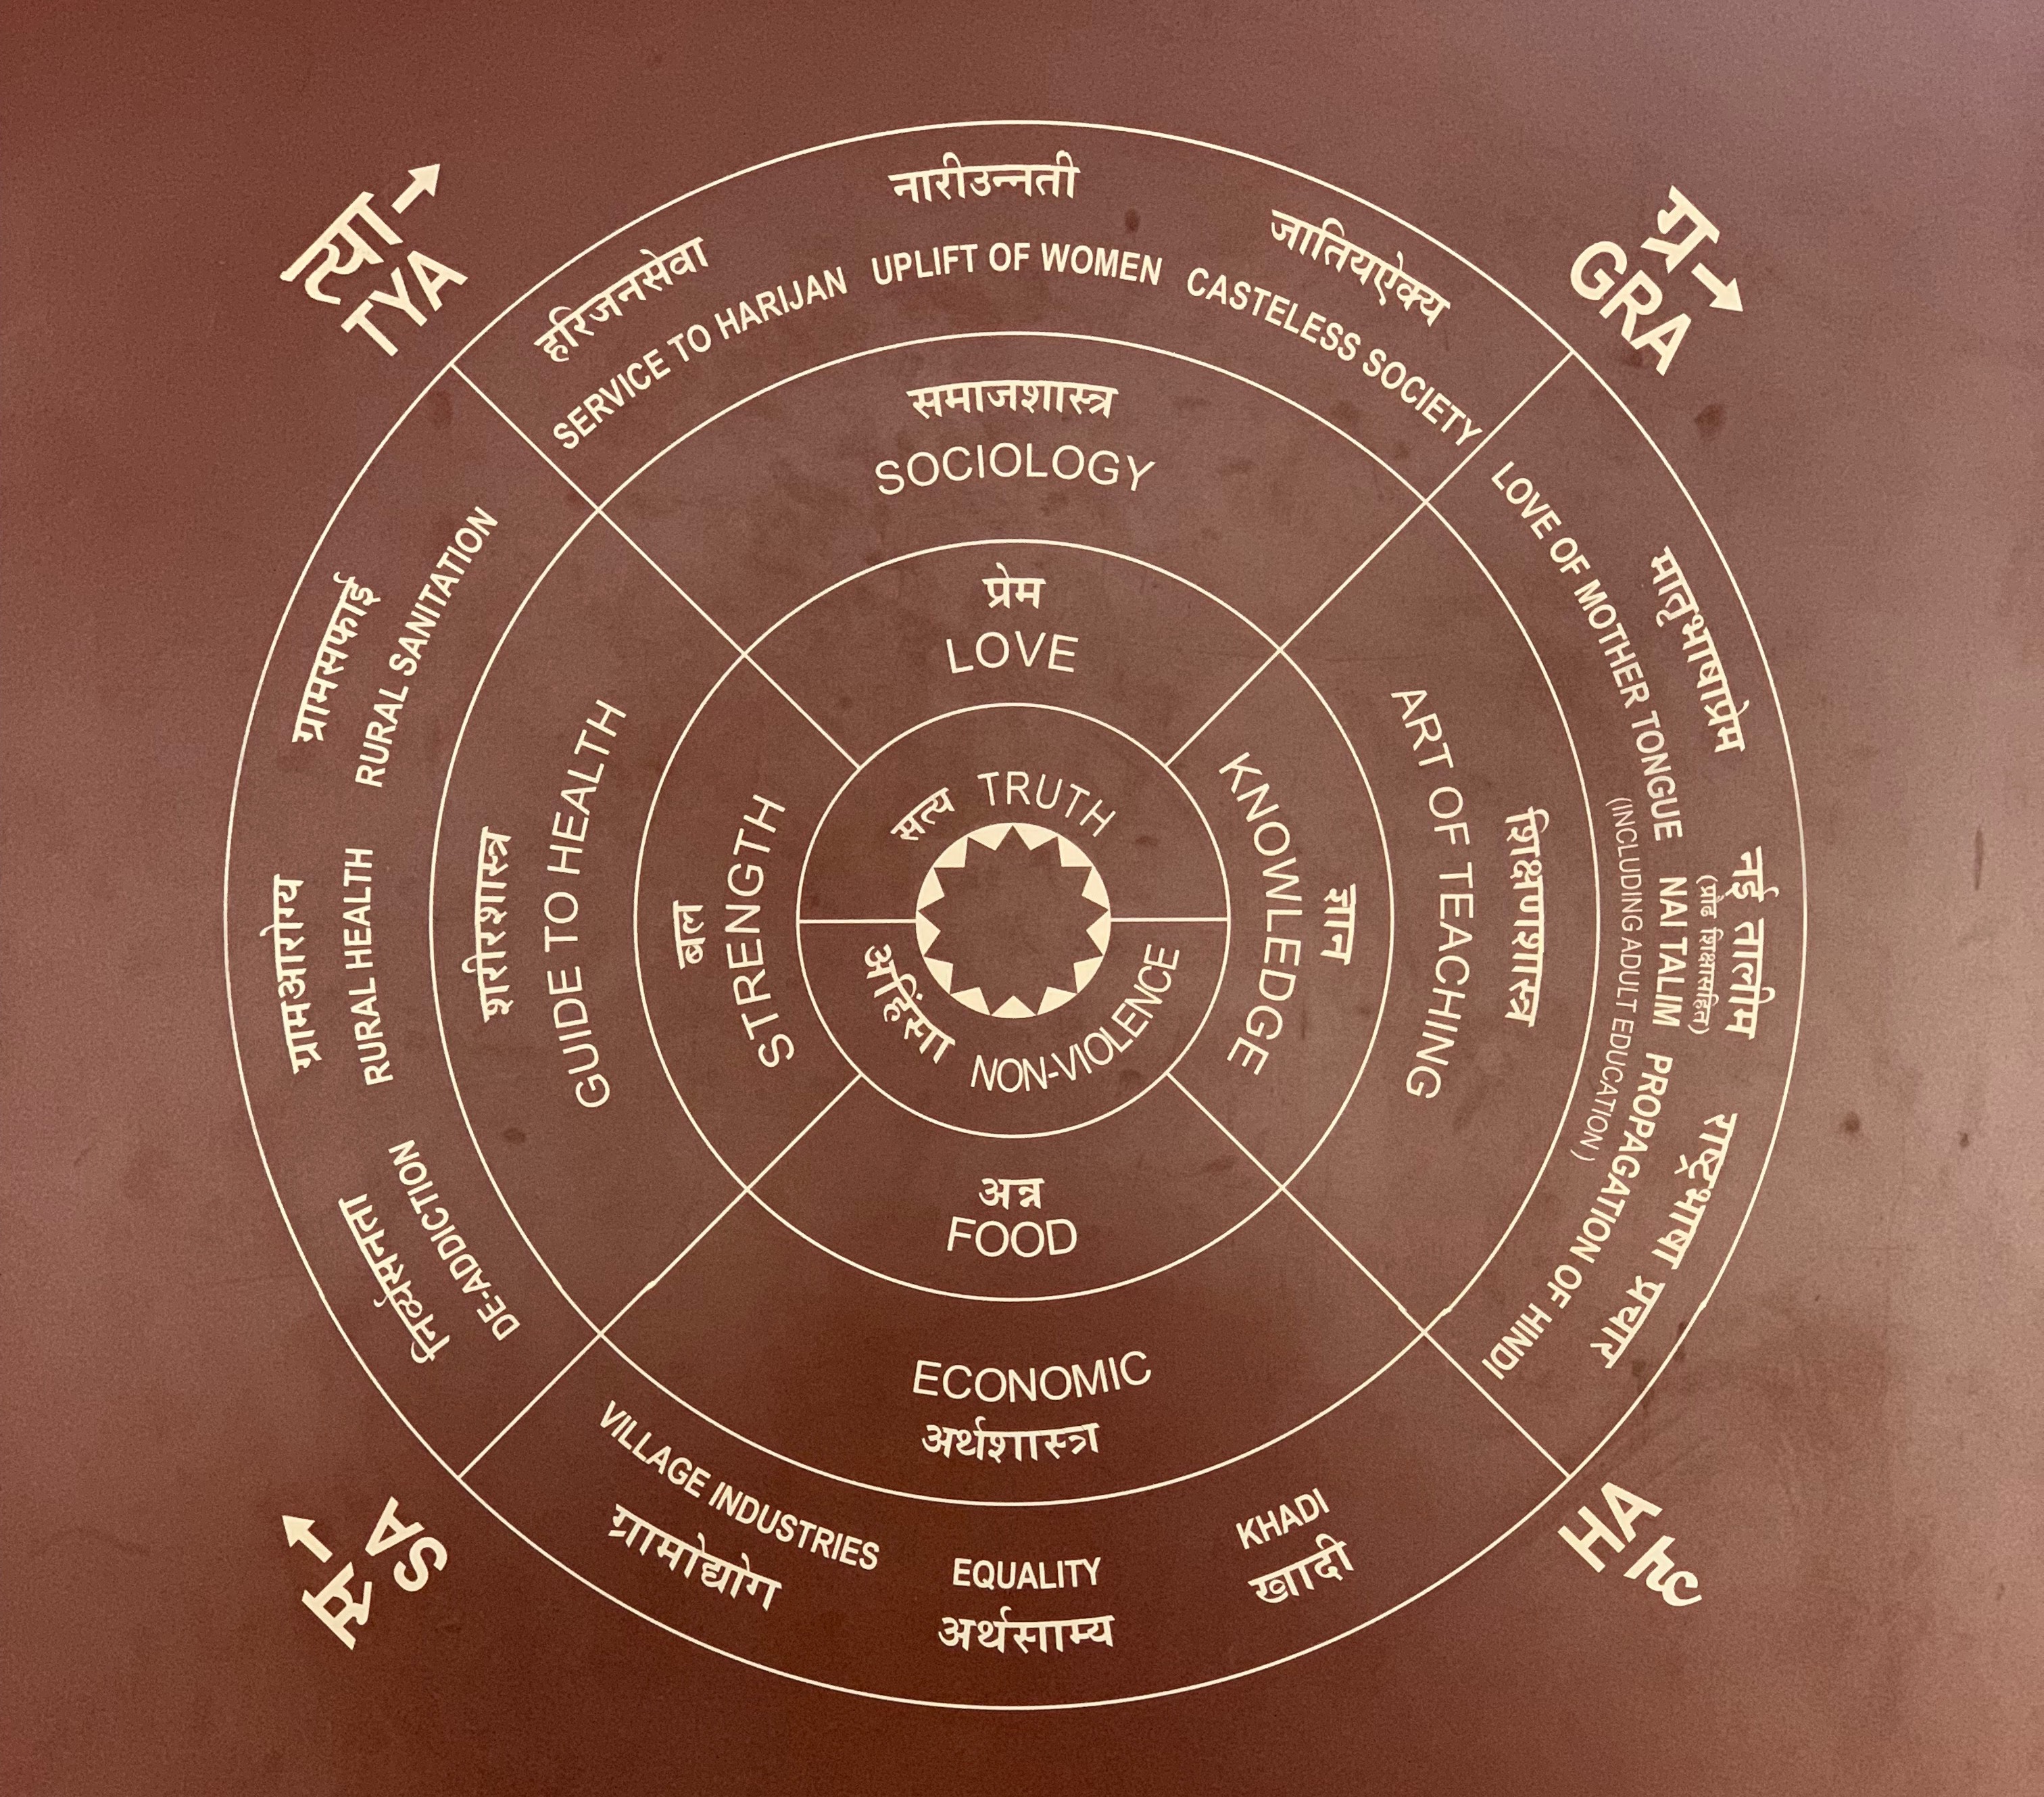 त्या
TYA
ग्र
GRA
हरिजनसेवा
नारीउन्नती
जातियऐक्य
SERVICE TO HARIJAN
UPLIFT OF WOMEN
CASTELESS SOCIETY
समाजशास्त्र
SOCIOLOGY
प्रेम
LOVE
सत्य
TRUTH
अहिंसा
NON-VIOLENCE
ग्रामसफाई
RURAL SANITATION
ग्रामआरोग्य
RURAL HEALTH
निर्व्यसनता
DE-ADDICTION
शरीरशास्त्र
GUIDE TO HEALTH
बल
STRENGTH
KNOWLEDGE
ज्ञान
ART OF TEACHING
शिक्षणशास्त्र
LOVE OF MOTHER TONGUE
मातृभाषाप्रेम
नई तालीम
(प्रौढ शिक्षासहित)
NAI TALIM
(INCLUDING ADULT EDUCATION)
राष्ट्रभाषा प्रचार
PROPAGATION OF HINDI
अन्न
FOOD
ECONOMIC
अर्थशास्त्र
VILLAGE INDUSTRIES
ग्रामोद्योग
EQUALITY
अर्थसाम्य
KHADI
खादी
स
SA
HA
ह